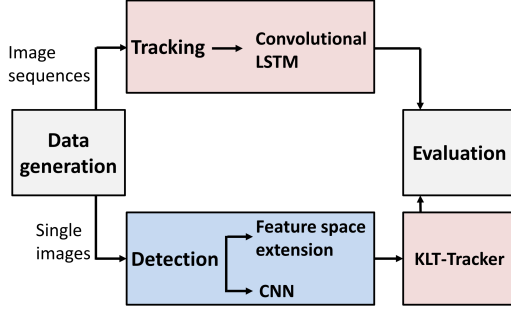 Image
sequences
Tracking
Convolutional
LSTM
Data
generation
Evaluation
Single
images
Detection
Feature space
extension
CNN
KLT-Tracker